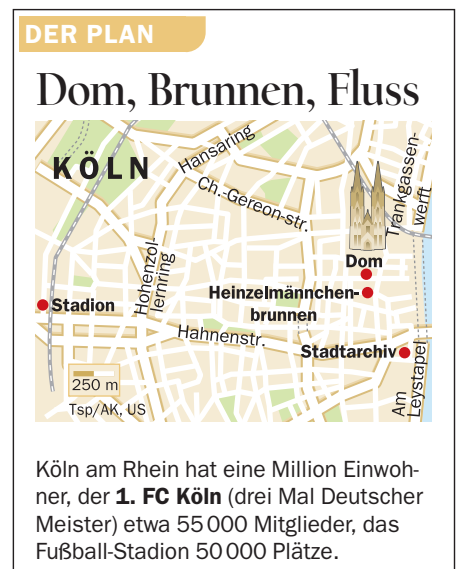 DER PLAN
Dom, Brunnen, Fluss
KÖLN
Hansaring
Ch.-Gereon-str.
Trankgassen-
werft
Hohenzol-
lernring
Dom
Heinzelmännchen-
brunnen
Stadion
Hahnenstr.
Stadtarchiv
Am
Leystapel
250 m
Tsp/AK, US
Köln am Rhein hat eine Million Einwoh-
ner, der 1. FC Köln (drei Mal Deutscher
Meister) etwa 55 000 Mitglieder, das
Fußball-Stadion 50 000 Plätze.